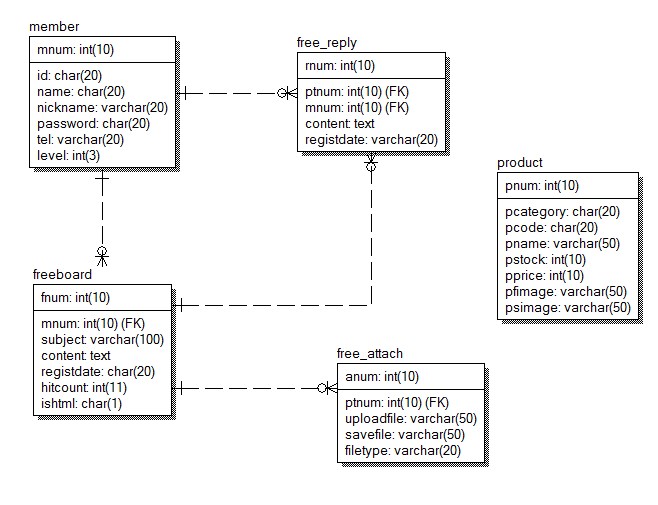 member
mnum: int(10)
id: char(20)
name: char(20)
nickname: varchar(20)
password: char(20)
tel: varchar(20)
level: int(3)
free_reply
rnum: int(10)
ptnum: int(10) (FK)
mnum: int(10) (FK)
content: text
registdate: varchar(20)
product
pnum: int(10)
pcategory: char(20)
pcode: char(20)
pname: varchar(50)
pstock: int(10)
pprice: int(10)
pfimage: varchar(50)
psimage: varchar(50)
freeboard
fnum: int(10)
mnum: int(10) (FK)
subject: varchar(100)
content: text
registdate: char(20)
hitcount: int(11)
ishtml: char(1)
free_attach
anum: int(10)
ptnum: int(10) (FK)
uploadfile: varchar(50)
savefile: varchar(50)
filetype: varchar(20)